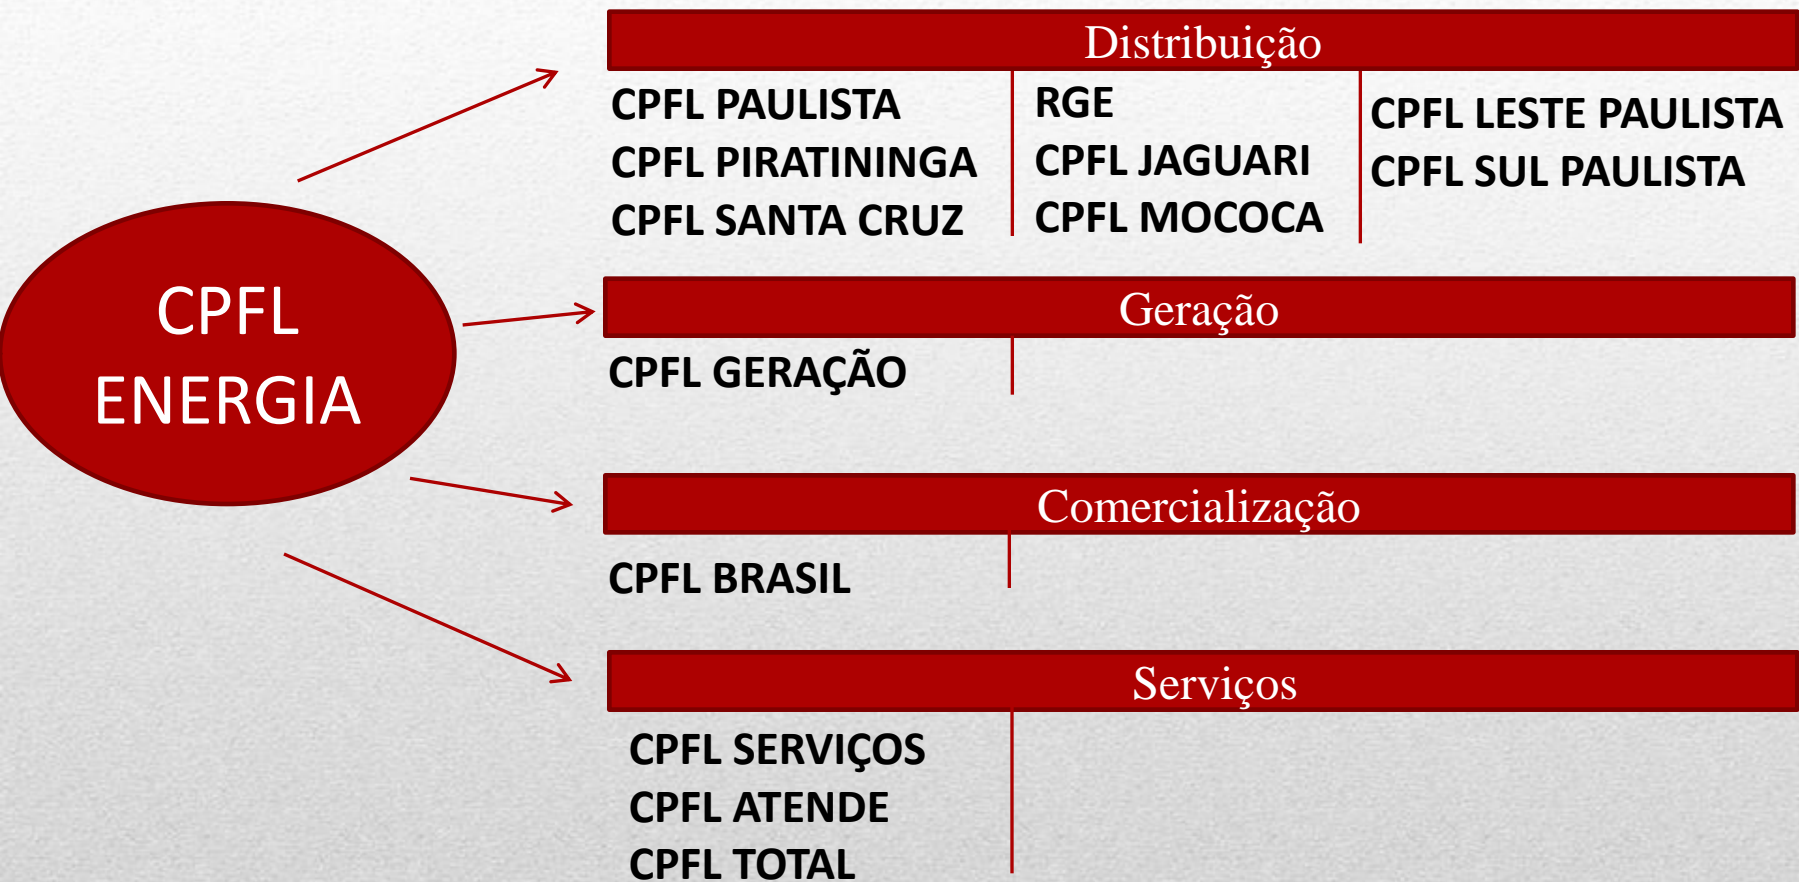 CPFL
ENERGIA
Distribuição
CPFL PAULISTA
CPFL PIRATININGA
CPFL SANTA CRUZ
RGE
CPFL JAGUARI
CPFL MOCOCA
CPFL LESTE PAULISTA
CPFL SUL PAULISTA
Geração
CPFL GERAÇÃO
Comercialização
CPFL BRASIL
Serviços
CPFL SERVIÇOS
CPFL ATENDE
CPFL TOTAL